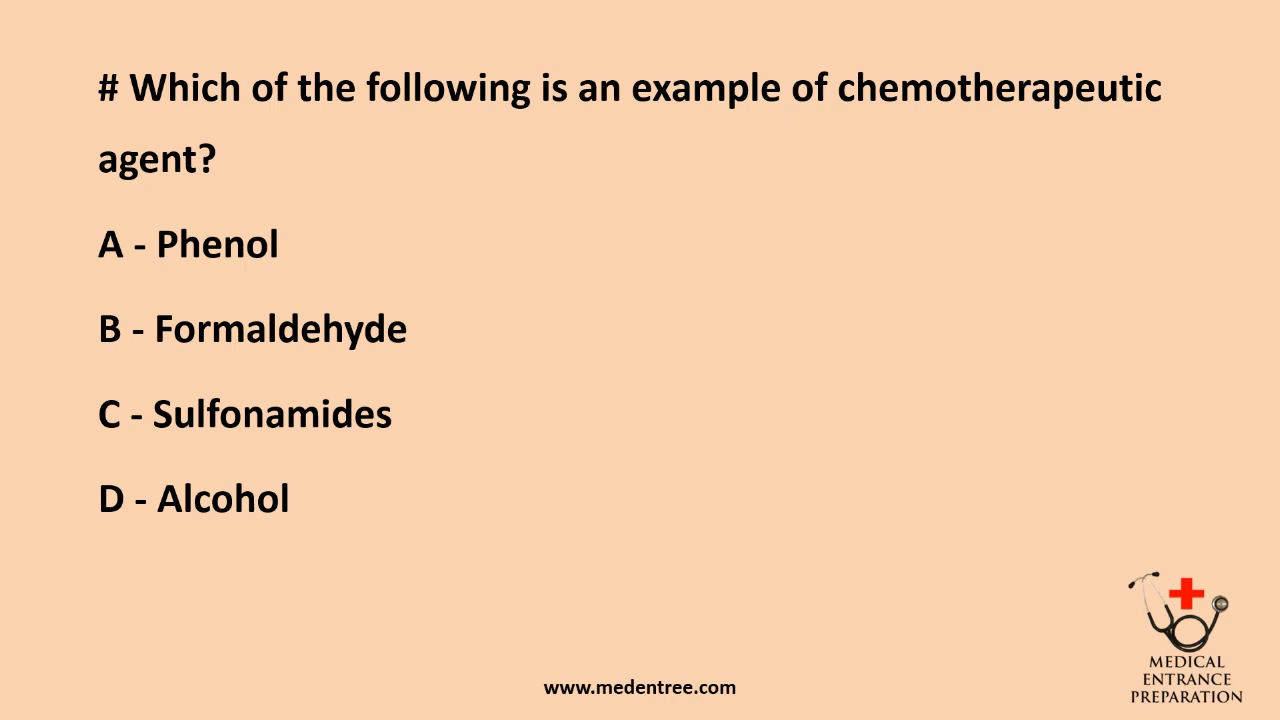 # Which of the following is an example of chemotherapeutic
agent?
A - Phenol
B - Formaldehyde
C - Sulfonamides
D - Alcohol
MEDICAL
ENTRANCE
PREPARATION
www.medentree.com